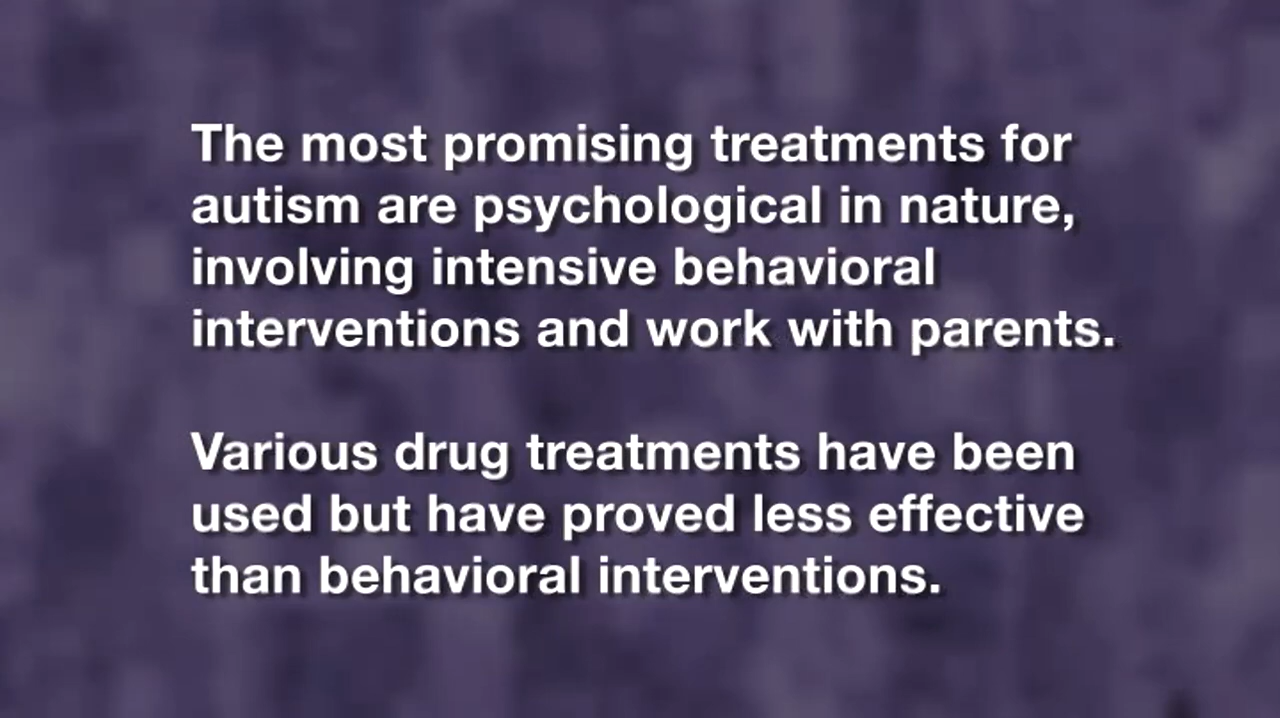 The most promising treatments for
autism are psychological in nature,
involving intensive behavioral
interventions and work with parents.
Various drug treatments have been
used but have proved less effective
than behavioral interventions.